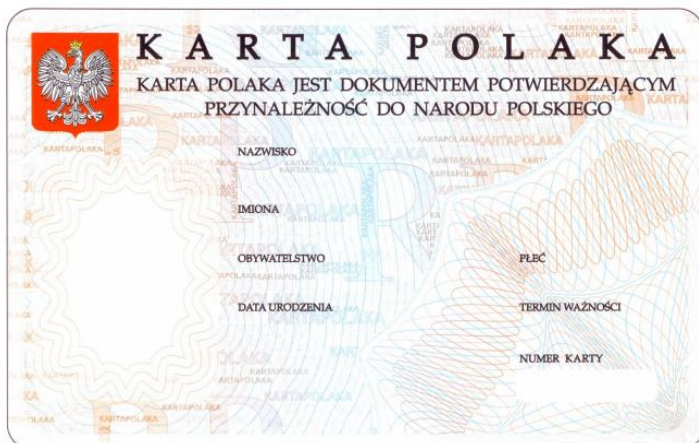 KARTA POLAKA
KARTA POLAKA JEST DOKUMENTEM POTWIERDZAJĄCYM
PRZYNALEŻNOŚĆ DO NARODU POLSKIEGO
NAZWISKO
IMIONA
OBYWATELSTWO
PŁEĆ
DATA URODZENIA
TERMIN WAŻNOŚCI
NUMER KARTY